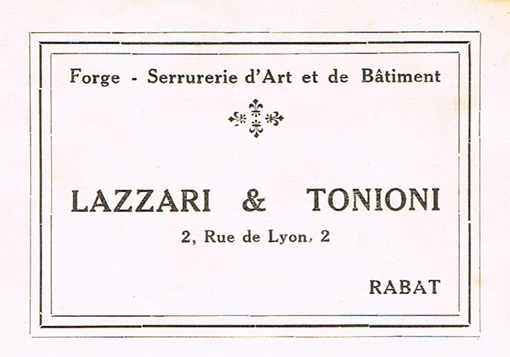 Forge - Serrurerie d'Art et de Bâtiment
LAZZARI & TONIONI
2, Rue de Lyon, 2
RABAT